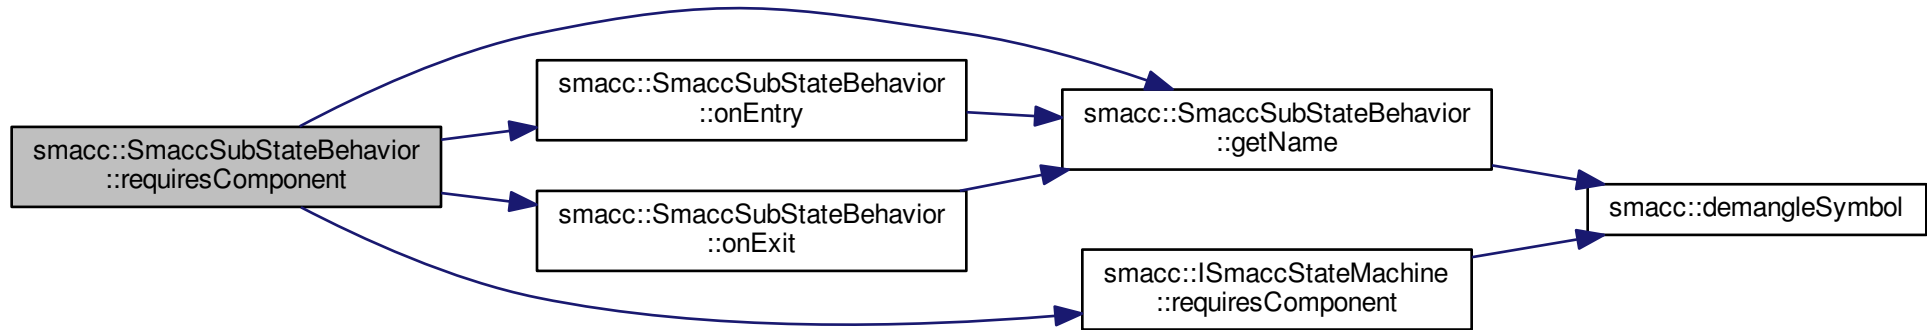 smacc::SmaccSubStateBehavior
::requiresComponent
smacc::SmaccSubStateBehavior
::onEntry
smacc::SmaccSubStateBehavior
::onExit
smacc::SmaccSubStateBehavior
::getName
smacc::ISmaccStateMachine
::requiresComponent
smacc::demangleSymbol